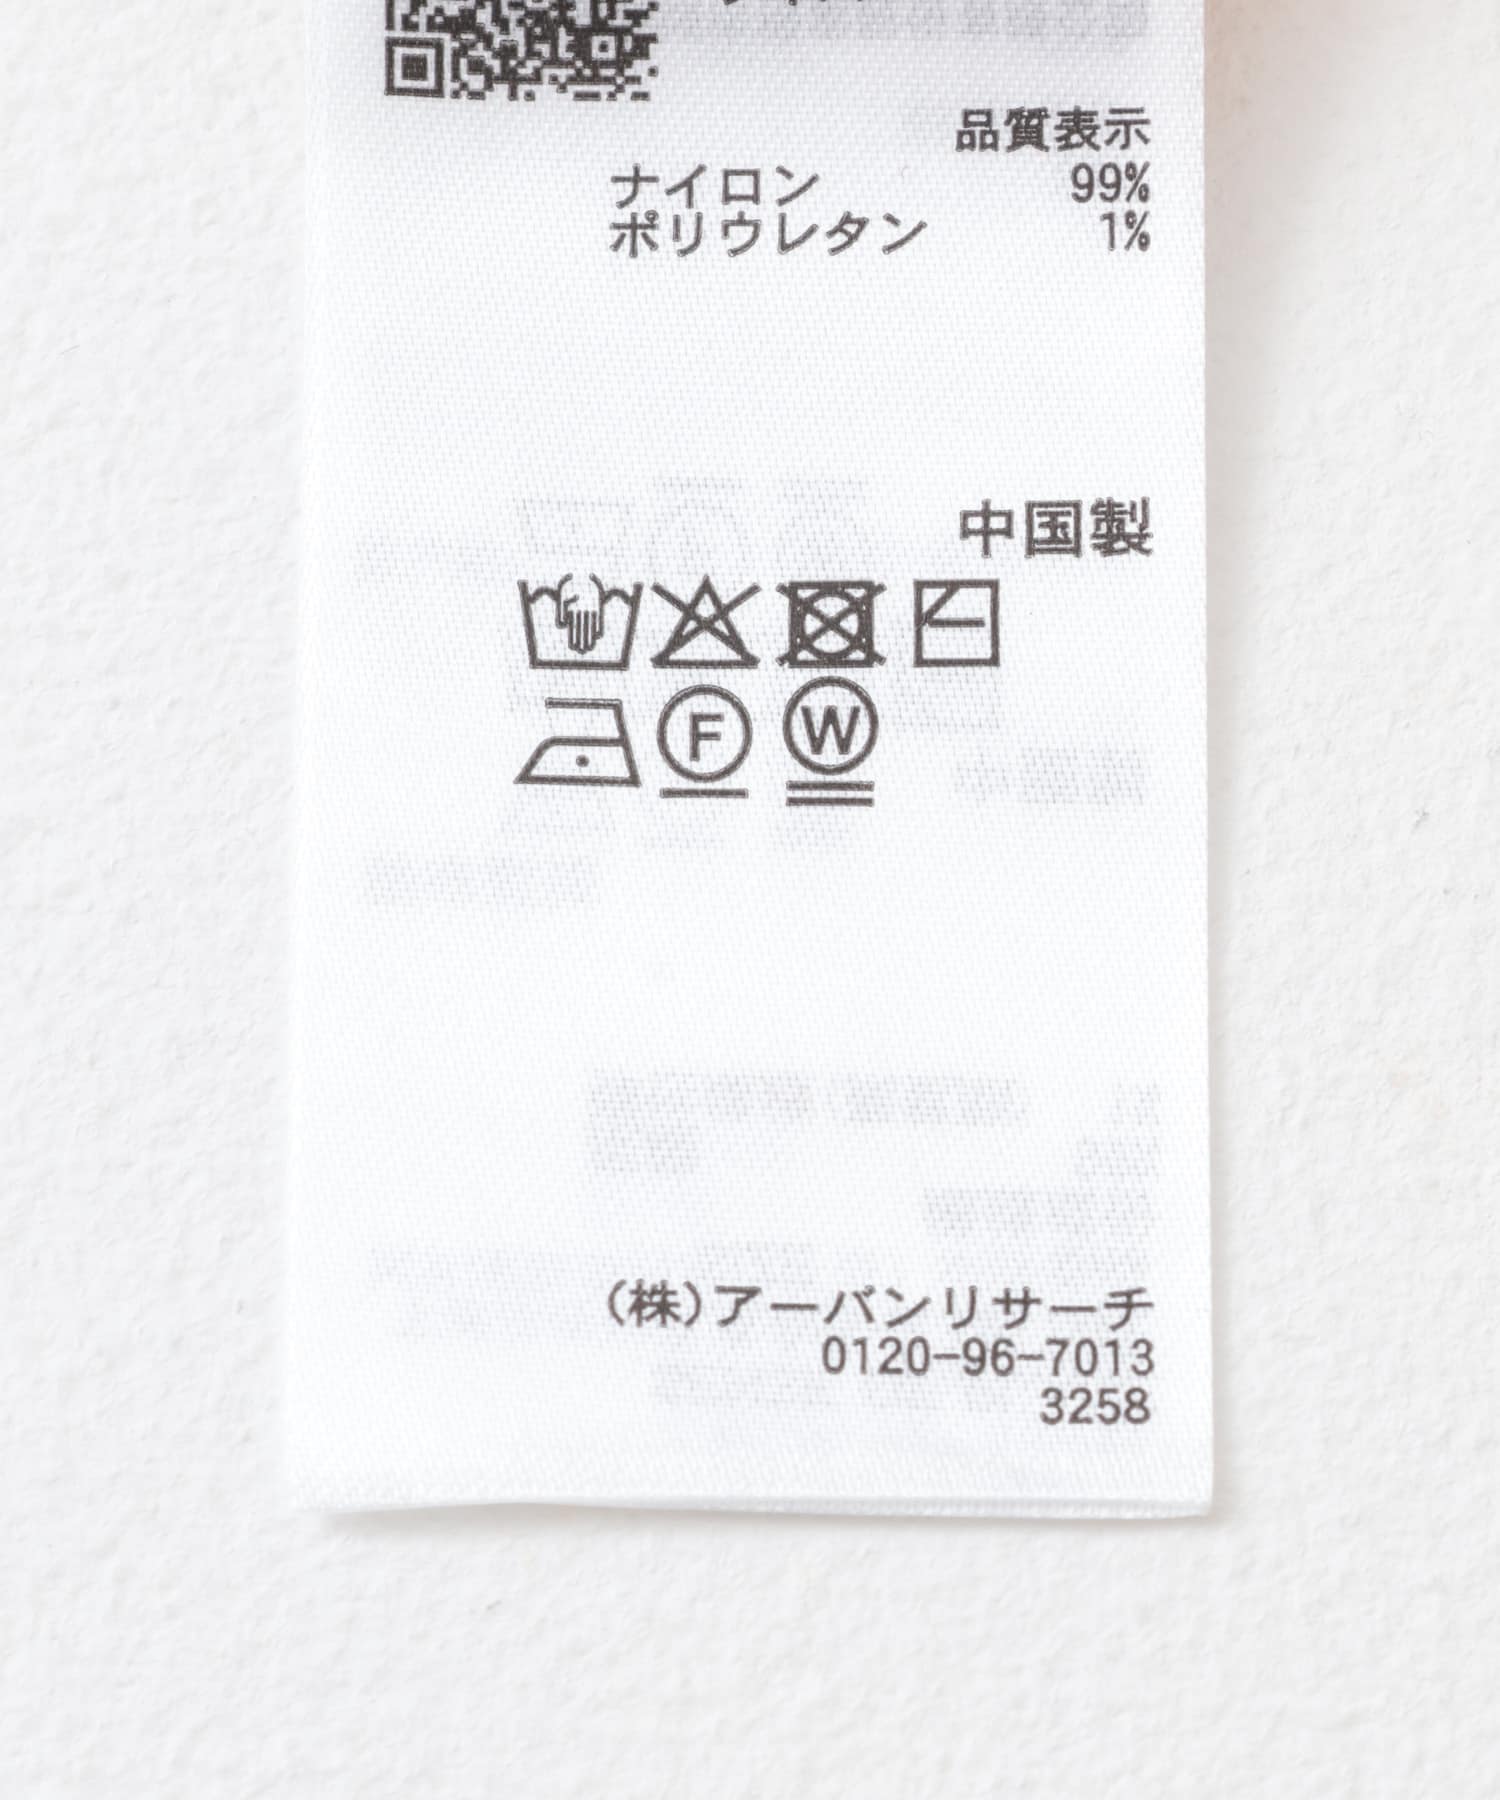 品質表示
ナイロン 99%
ポリウレタン 1%
中国製
F W
(株)アーバンリサーチ
0120-96-7013
3258